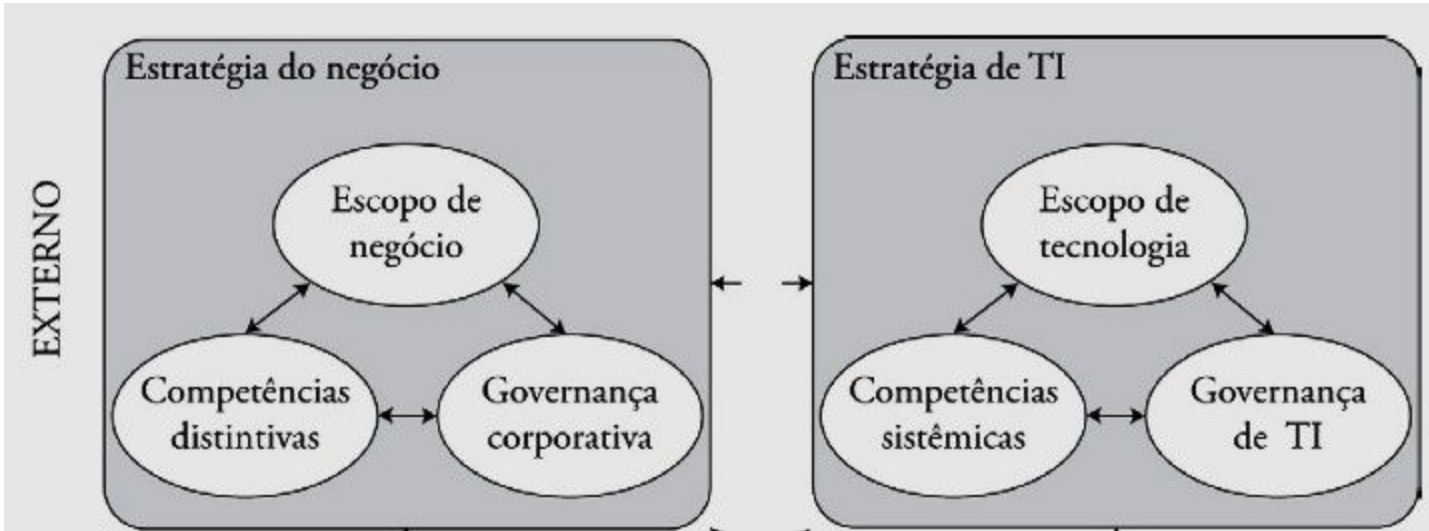 EXTERNO
Estratégia do negócio
Escopo de
negócio
Competências
distintivas
Governança
corporativa
Estratégia de TI
Escopo de
tecnologia
Competências
sistêmicas
Governança
de TI